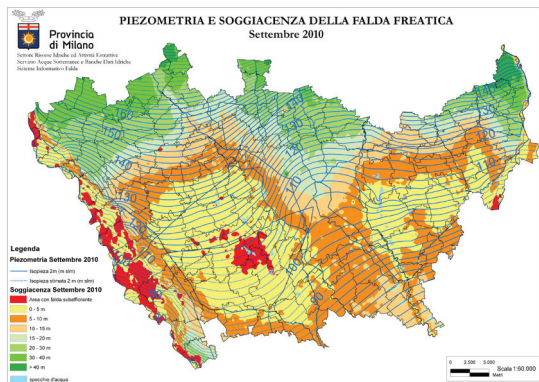 Provincia
di Milano
Settore Risorse Idriche ed Attività Estrattive
Servizio Acque Sotterranee e Banche Dati Idriche
Sistema Informativo Falda
PIEZOMETRIA E SOGGIACENZA DELLA FALDA FREATICA
Settembre 2010
150
140
130
130
130
120
110
110
Legenda
Piezometria Settembre 2010
Isopieza 2m (m slm)
Isopieza stimata 2 m (m slm)
Soggiacenza Settembre 2010
Area con falda subaffiorante
0 - 5 m
5 - 10 m
10 - 15 m
15 - 20 m
20 - 30 m
30 - 40 m
> 40 m
specchio d'acqua
0 2.500 5.000
Metri
Scala 1:60.000